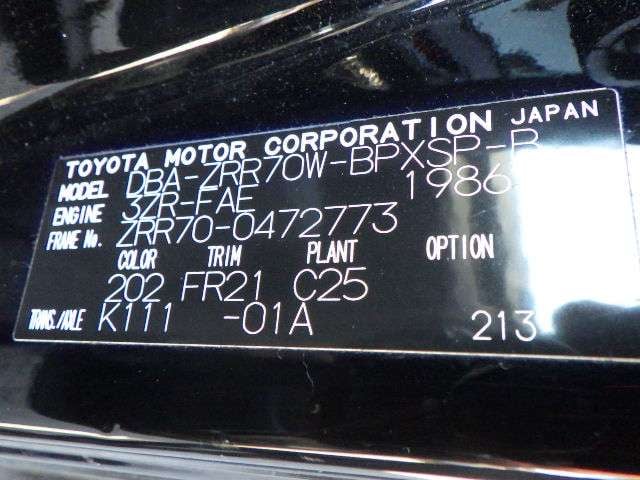 TOYOTA MOTOR CORPORATION JAPAN
MODEL DBA-ZRR70W-BPXSP-B
ENGINE 3ZR-FAE 1986
FRAME No. ZRR70-0472773
COLOR TRIM PLANT OPTION
202 FR21 C25
TRANS./AXLE K111 -01A 213